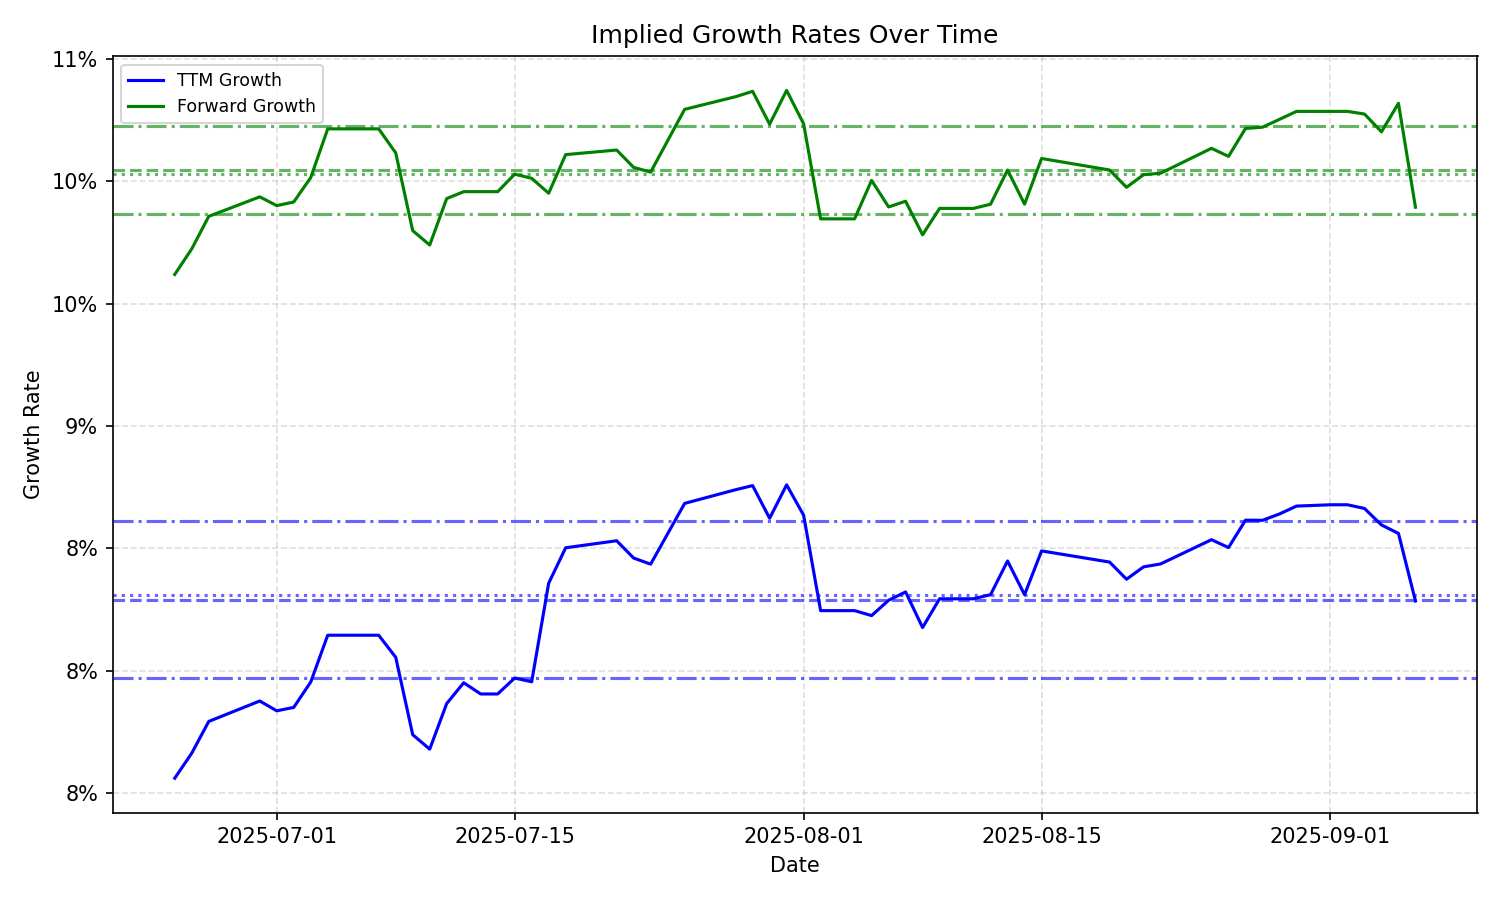 Implied Growth Rates Over Time
TTM Growth
Forward Growth
11%
10%
10%
9%
8%
8%
8%
Growth Rate
2025-07-01
2025-07-15
2025-08-01
2025-08-15
2025-09-01
Date